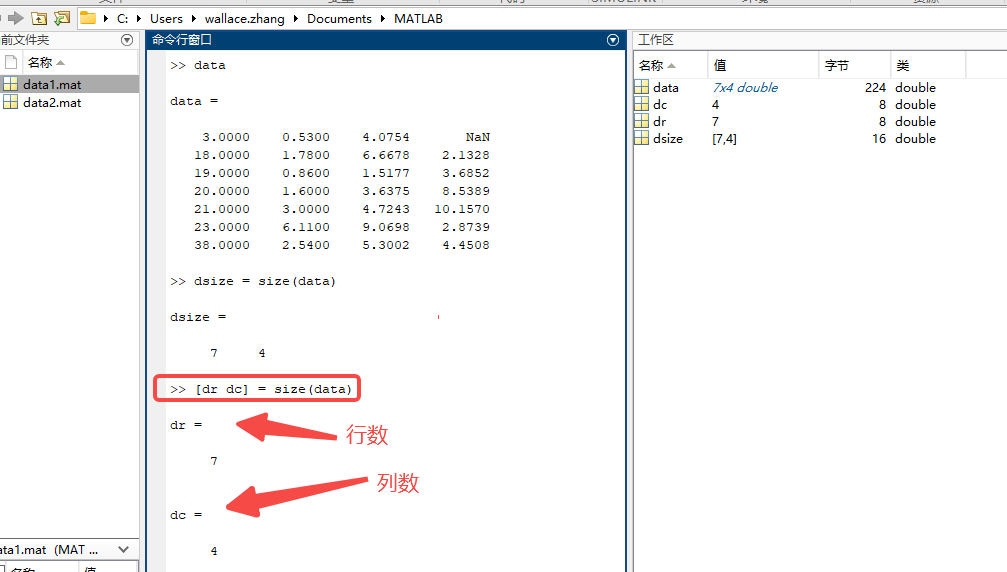 C: Users wallace.zhang Documents MATLAB
前文件夹
名称
data1.mat
data2.mat
ata1.mat (MAT ...
名称 值
命令行窗口
>> data
data =
3.0000 0.5300 4.0754 NaN
18.0000 1.7800 6.6678 2.1328
19.0000 0.8600 1.5177 3.6852
20.0000 1.6000 3.6375 8.5389
21.0000 3.0000 4.7243 10.1570
23.0000 6.1100 9.0698 2.8739
38.0000 2.5400 5.3002 4.4508
>> dsize = size(data)
dsize =
7 4
>> [dr dc] = size(data)
dr =
行数
7
列数
dc =
4
工作区
名称 值 字节 类
data 7x4 double 224 double
dc 4 8 double
dr 7 8 double
dsize [7,4] 16 double